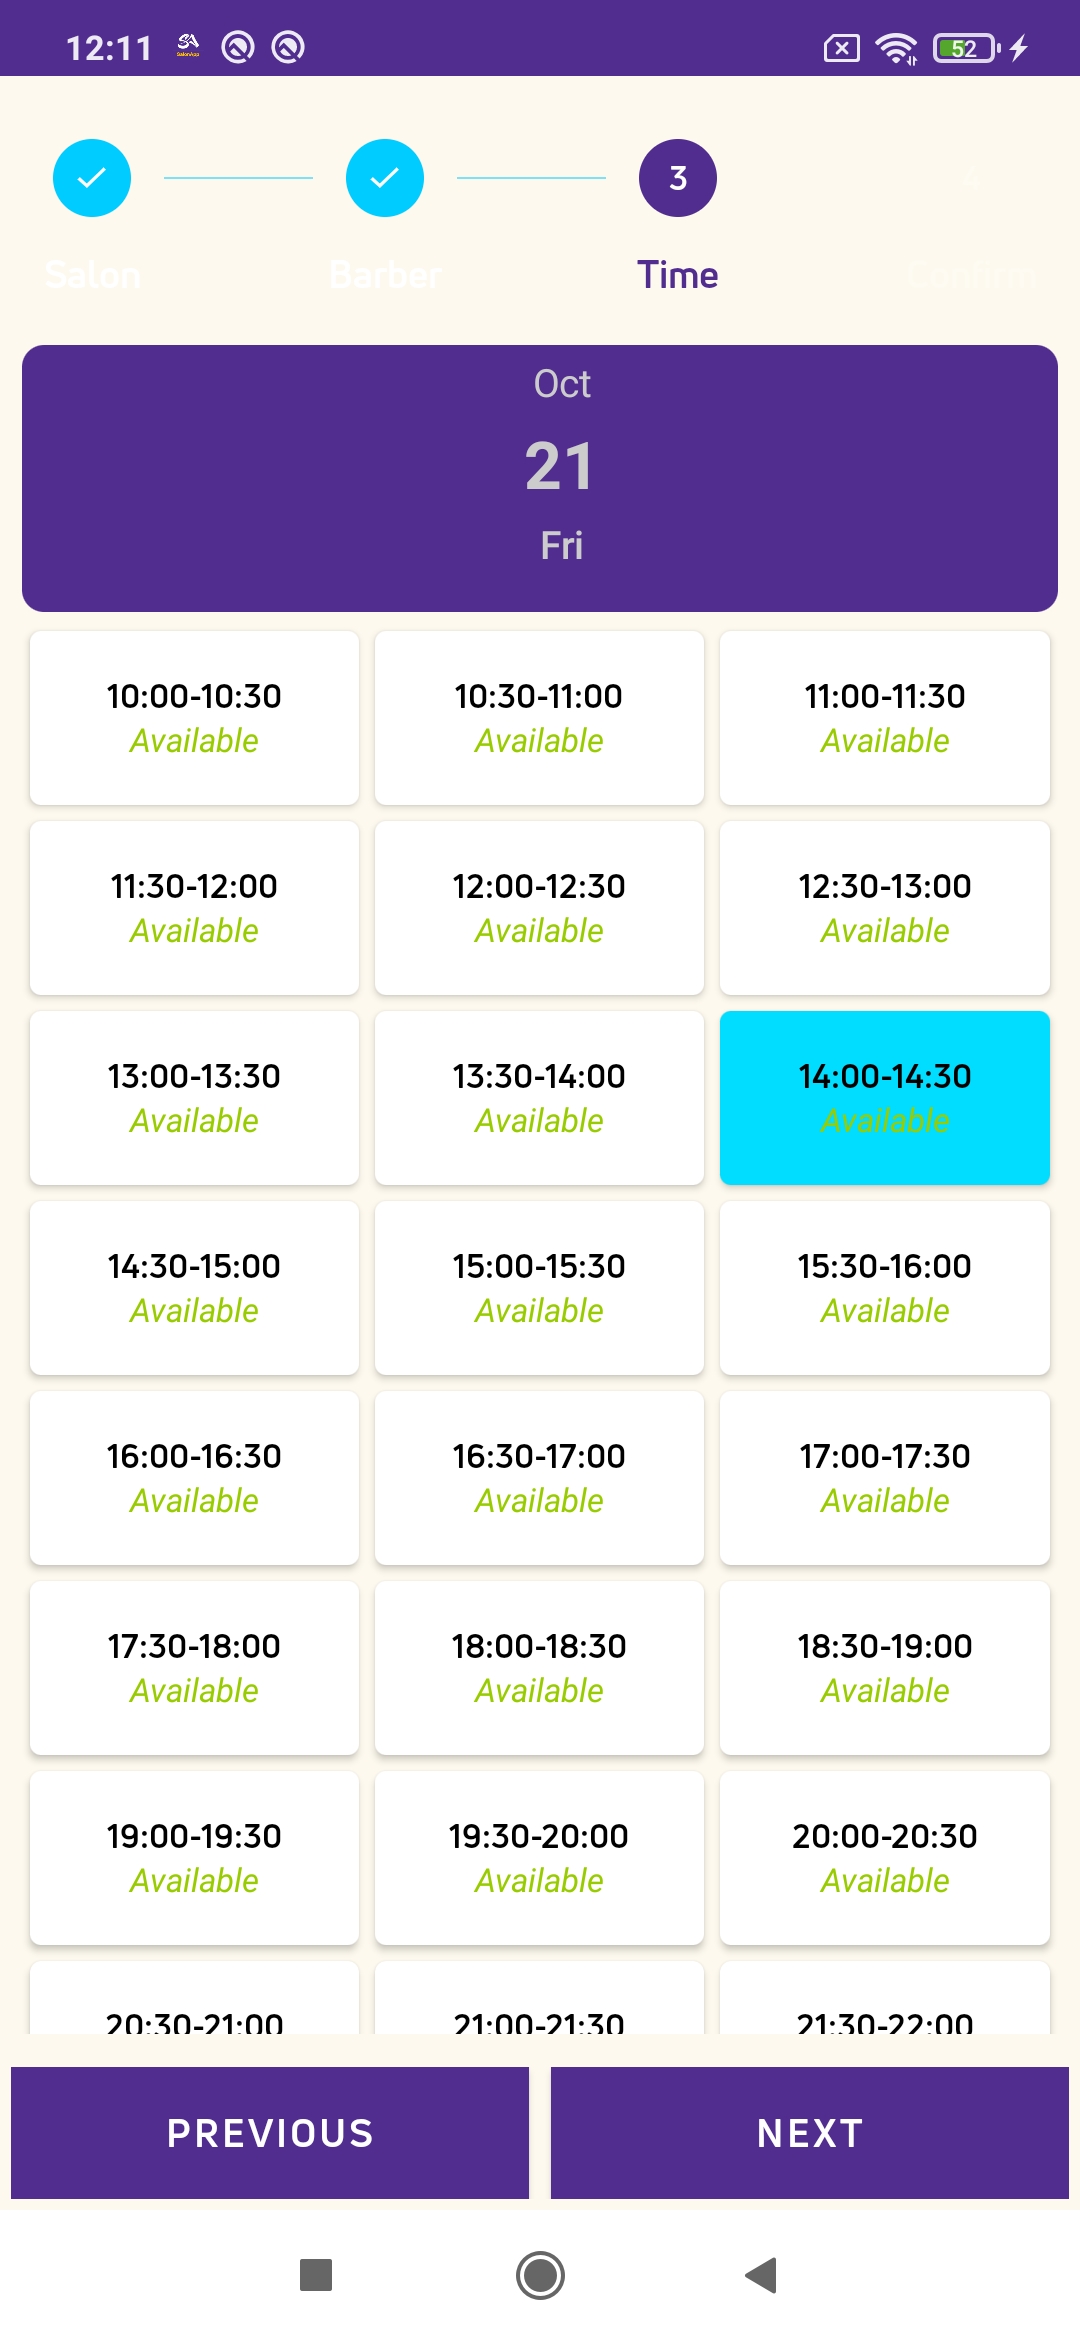 12:11
52
3
4
Salon Barber Time Confirm
Oct
21
Fri
10:00-10:30 10:30-11:00 11:00-11:30
Available Available Available
11:30-12:00 12:00-12:30 12:30-13:00
Available Available Available
13:00-13:30 13:30-14:00 14:00-14:30
Available Available Available
14:30-15:00 15:00-15:30 15:30-16:00
Available Available Available
16:00-16:30 16:30-17:00 17:00-17:30
Available Available Available
17:30-18:00 18:00-18:30 18:30-19:00
Available Available Available
19:00-19:30 19:30-20:00 20:00-20:30
Available Available Available
20:30-21:00 21:00-21:30 21:30-22:00
PREVIOUS NEXT